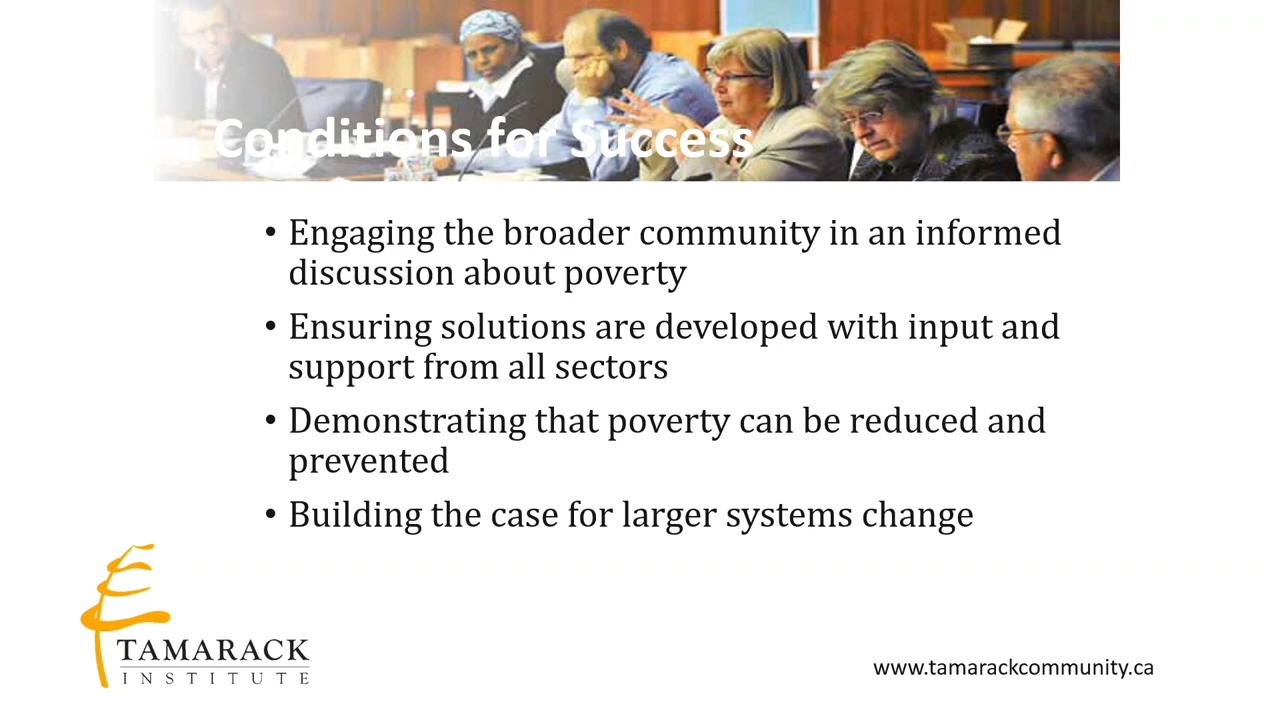 Conditions for Success
• Engaging the broader community in an informed
discussion about poverty
• Ensuring solutions are developed with input and
support from all sectors
• Demonstrating that poverty can be reduced and
prevented
• Building the case for larger systems change
TAMARACK
INSTITUTE
www.tamarackcommunity.ca